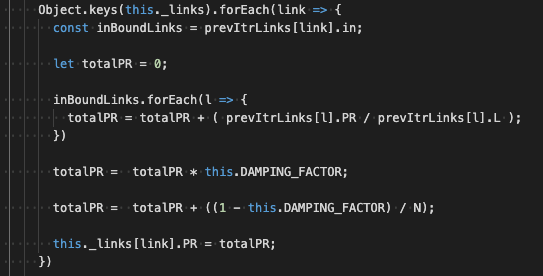 Object.keys(this._links).forEach(link => {
const inBoundLinks = prevItrLinks[link].in;
let totalPR = 0;
inBoundLinks.forEach(l => {
totalPR = totalPR + ( prevItrLinks[l].PR / prevItrLinks[l].L );
})
totalPR =  totalPR * this.DAMPING_FACTOR;
totalPR =  totalPR + ((1 - this.DAMPING_FACTOR) / N);
this._links[link].PR = totalPR;
})